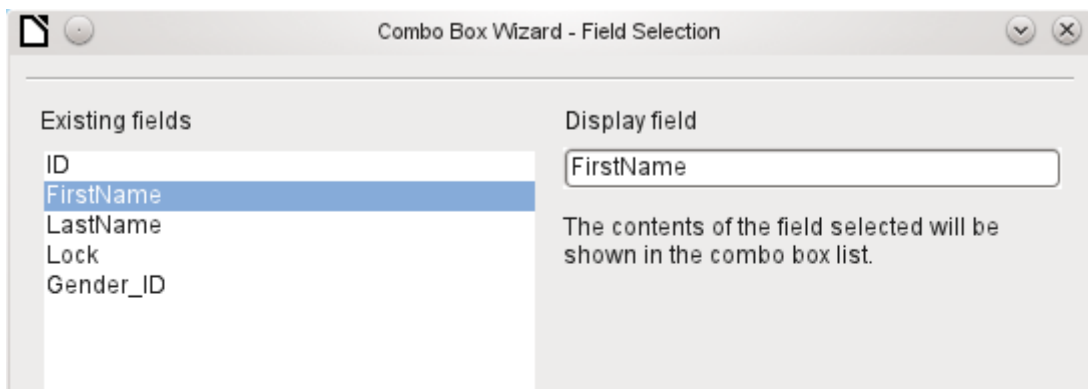 Combo Box Wizard - Field Selection
Existing fields
ID
FirstName
LastName
Lock
Gender_ID
Display field
FirstName
The contents of the field selected will be
shown in the combo box list.